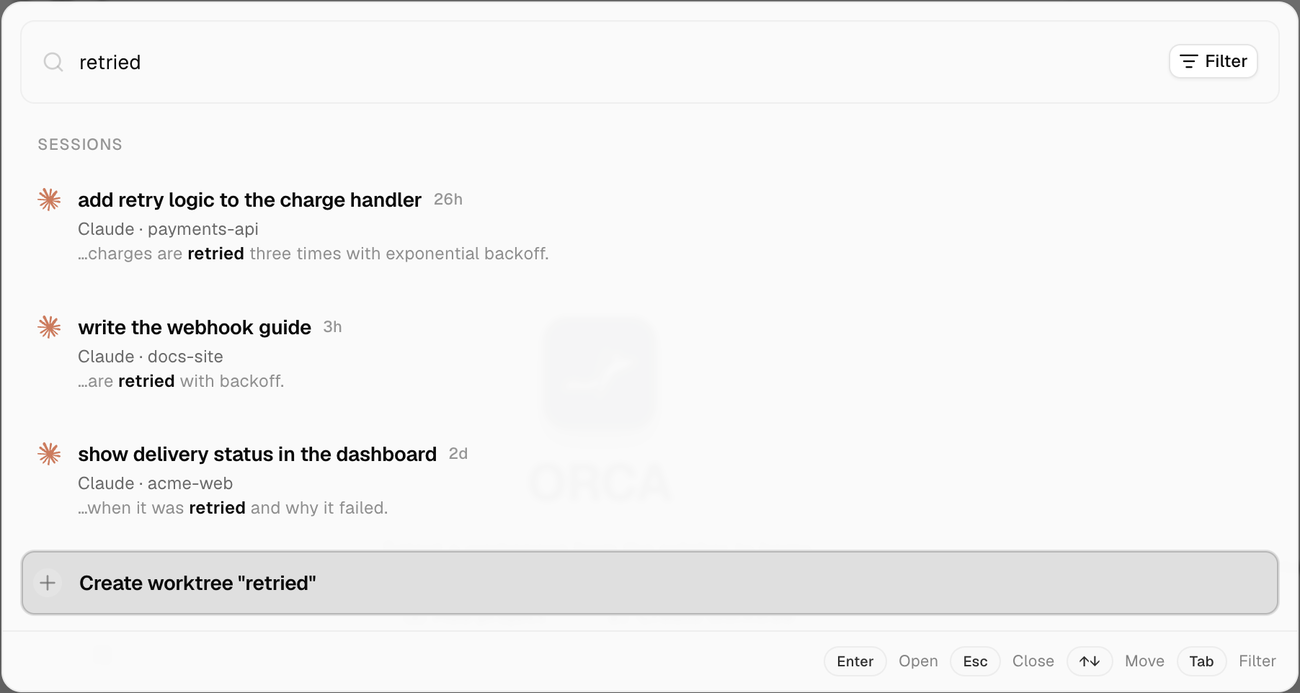 retried
Filter
SESSIONS
add retry logic to the charge handler 26h
Claude · payments-api
…charges are retried three times with exponential backoff.
write the webhook guide 3h
Claude · docs-site
…are retried with backoff.
show delivery status in the dashboard 2d
Claude · acme-web
…when it was retried and why it failed.
ORCA
Create worktree "retried"
Enter Open Esc Close ↑↓ Move Tab Filter